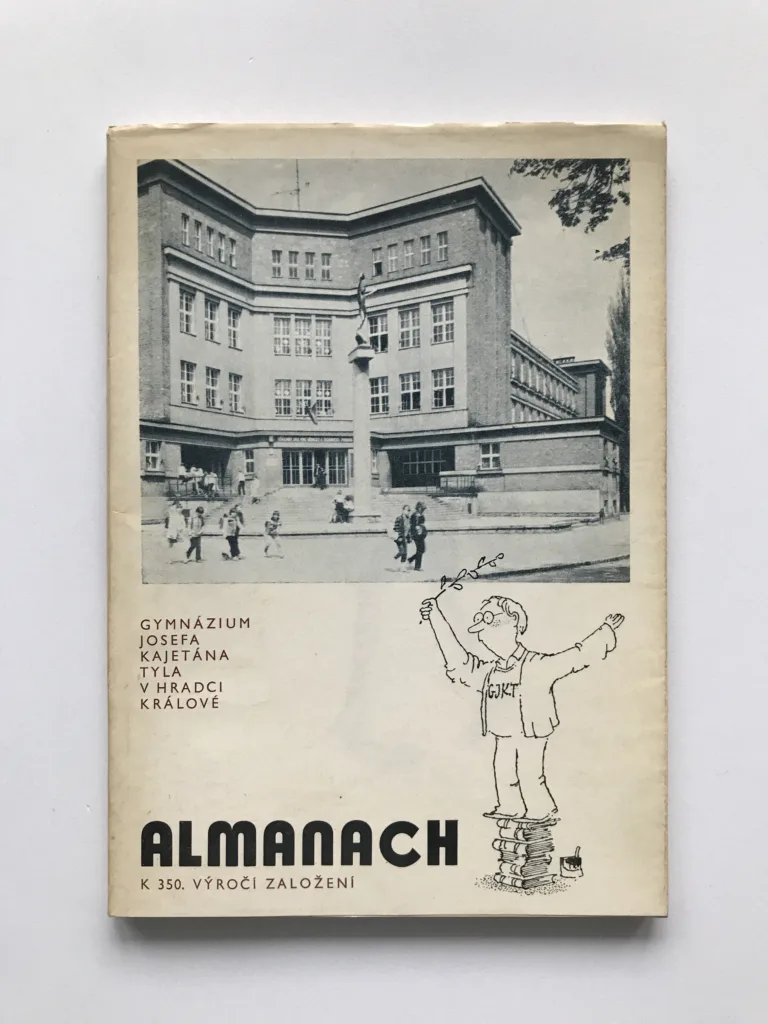 GYMNÁZIUM
JOSEFA
KAJETÁNA
TYLA
V HRADCI
KRÁLOVÉ
GJKT
ALMANACH
K 350. VÝROČÍ ZALOŽENÍ